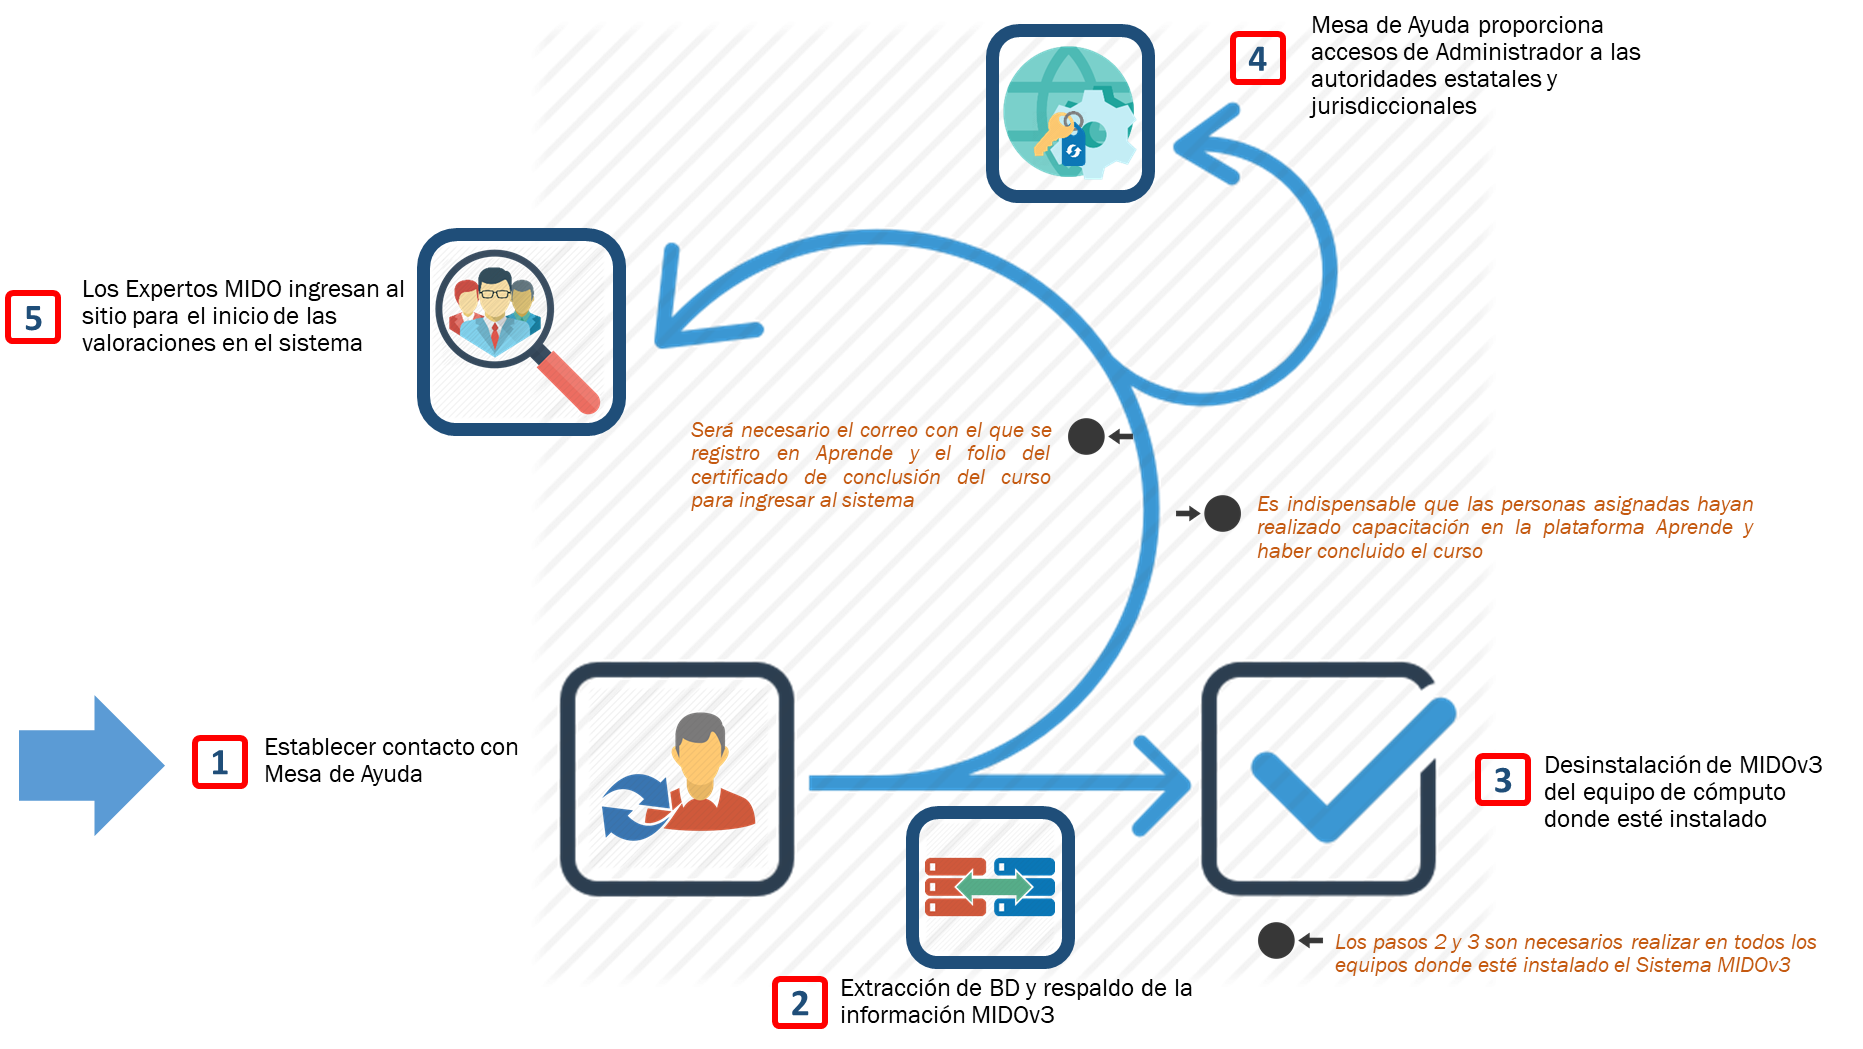 4
Mesa de Ayuda proporciona
accesos de Administrador a las
autoridades estatales y
jurisdiccionales
5
Los Expertos MIDO ingresan al
sitio para el inicio de las
valoraciones en el sistema
Será necesario el correo con el que se
registro en Aprende y el folio del
certificado de conclusión del curso
para ingresar al sistema
Es indispensable que las personas asignadas hayan
realizado capacitación en la plataforma Aprende y
haber concluido el curso
1
Establecer contacto con
Mesa de Ayuda
3
Desinstalación de MIDOv3
del equipo de cómputo
donde esté instalado
Los pasos 2 y 3 son necesarios realizar en todos los
equipos donde esté instalado el Sistema MIDOv3
2
Extracción de BD y respaldo de la
información MIDOv3